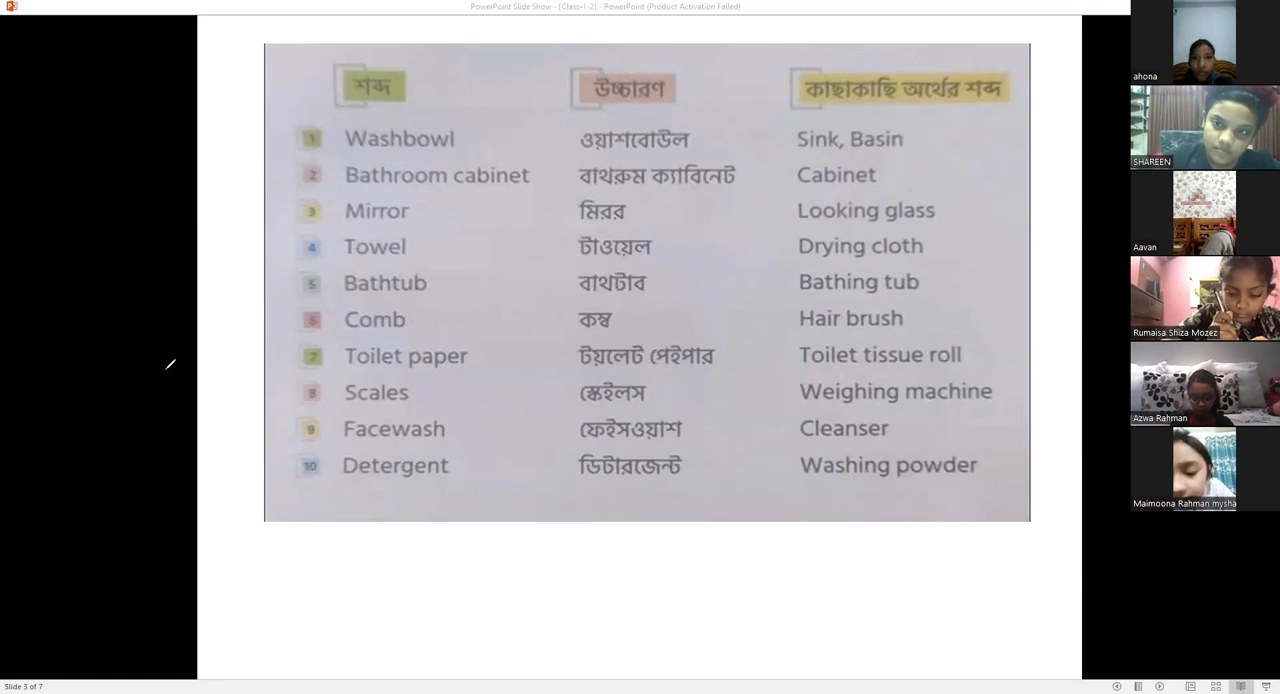 PowerPoint Slide Show - [Class-1-2] - PowerPoint (Product Activation Failed)
শব্দ উচ্চারণ কাছাকাছি অর্থের শব্দ
1 Washbowl ওয়াশবোউল Sink, Basin
2 Bathroom cabinet বাথরুম ক্যাবিনেট Cabinet
3 Mirror মিরর Looking glass
4 Towel টাওয়েল Drying cloth
5 Bathtub বাথটাব Bathing tub
6 Comb কম্ব Hair brush
7 Toilet paper টয়লেট পেইপার Toilet tissue roll
8 Scales স্কেইলস Weighing machine
9 Facewash ফেইসওয়াশ Cleanser
10 Detergent ডিটারজেন্ট Washing powder
ahona
SHAREEN
Aavan
Rumaisa Shiza Mozez
Azwa Rahman
Maimoona Rahman mysha
Slide 3 of 7